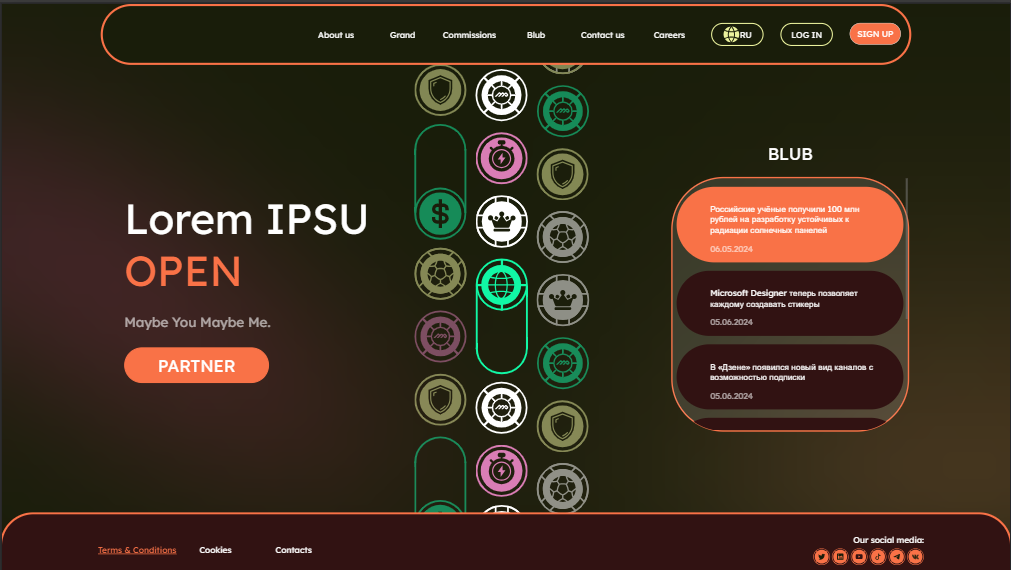 About us Grand Commissions Blub Contact us Careers RU LOG IN SIGN UP
Lorem IPSU
OPEN
Maybe You Maybe Me.
PARTNER
$
BLUB
Российские учёные получили 100 млн
рублей на разработку устойчивых к
радиации солнечных панелей
06.05.2024
Microsoft Designer теперь позволяет
каждому создавать стикеры
05.06.2024
В «Дзене» появился новый вид каналов с
возможностью подписки
05.06.2024
Terms & Conditions Cookies Contacts
Our social media: